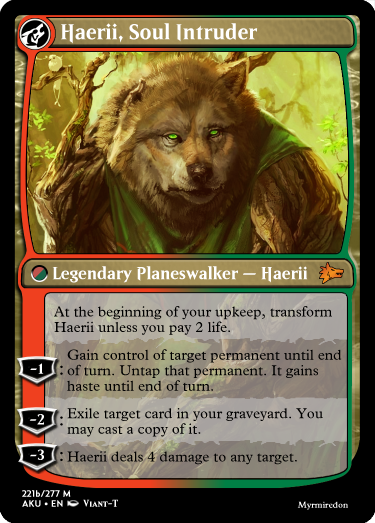 Haerii, Soul Intruder
Legendary Planeswalker — Haerii
At the beginning of your upkeep, transform
Haerii unless you pay 2 life.
-1: Gain control of target permanent until end
of turn. Untap that permanent. It gains
haste until end of turn.
-2: Exile target card in your graveyard. You
may cast a copy of it.
-3: Haerii deals 4 damage to any target.
221b/277 M
AKU • EN Viant-T
Myrmiredon